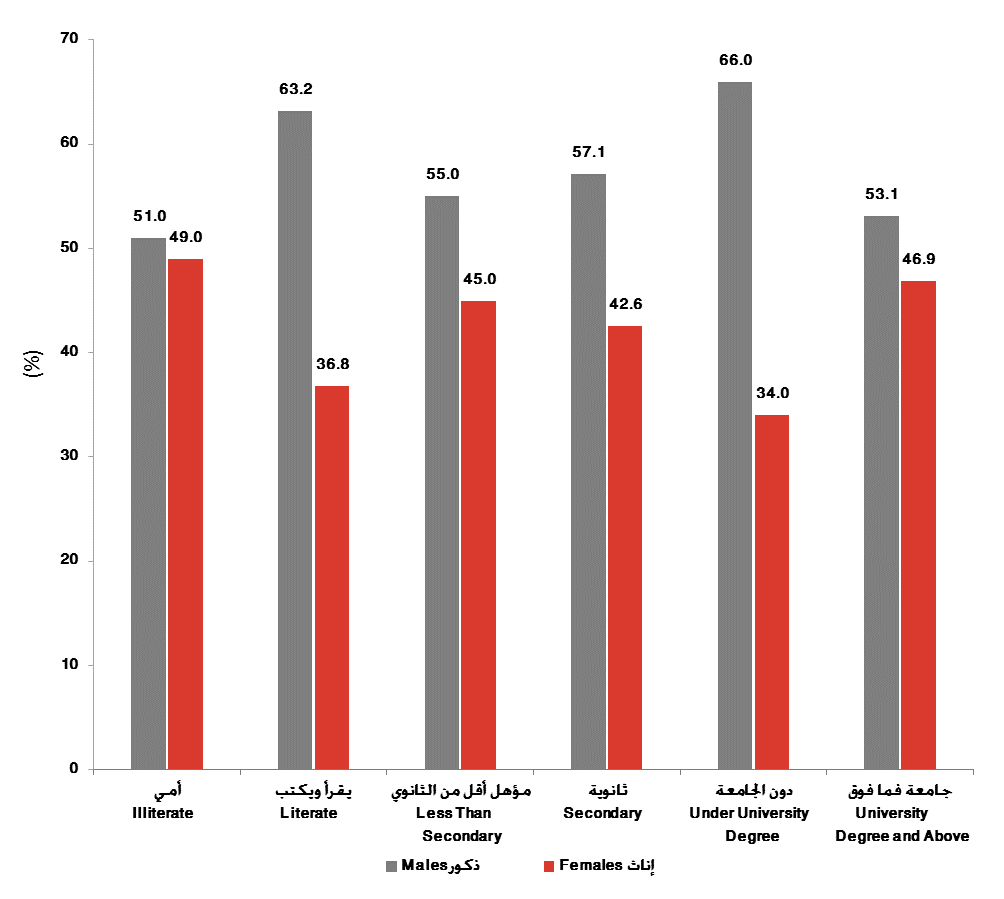 70
60
50
40
30
20
10
0
(%)
51.0
49.0
63.2
36.8
55.0
45.0
57.1
42.6
66.0
34.0
53.1
46.9
أمي
Illiterate
يقرأ ويكتب
Literate
مؤهل أقل من الثانوي
Less Than
Secondary
ثانوية
Secondary
دون الجامعة
Under University
Degree
جامعة فما فوق
University
Degree and Above
Males ذكور
Females إناث